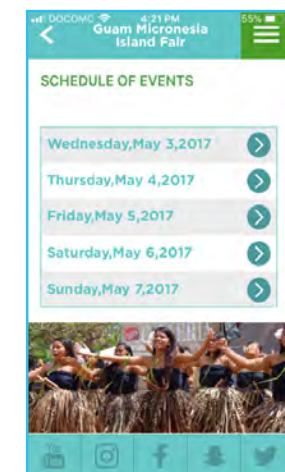 DOCOMO 4:21 PM 55%
Guam Micronesia
Island Fair
SCHEDULE OF EVENTS
Wednesday,May 3,2017
Thursday,May 4,2017
Friday,May 5,2017
Saturday,May 6,2017
Sunday,May 7,2017
You